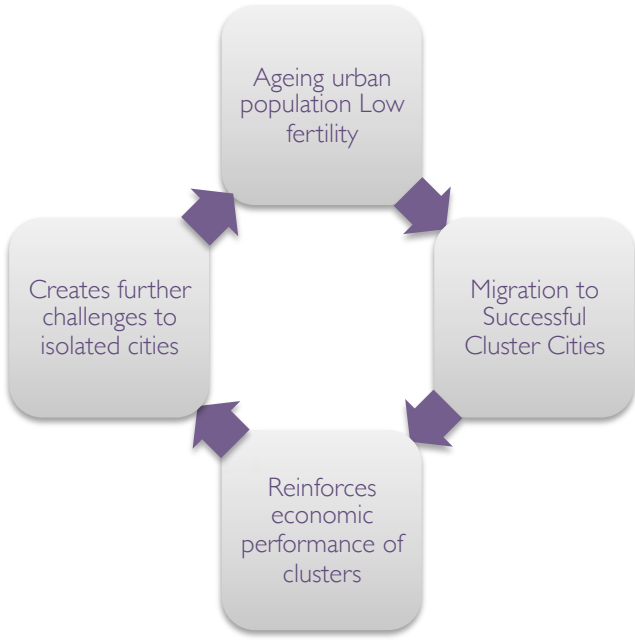 Ageing urban
population Low
fertility
Migration to
Successful
Cluster Cities
Reinforces
economic
performance of
clusters
Creates further
challenges to
isolated cities